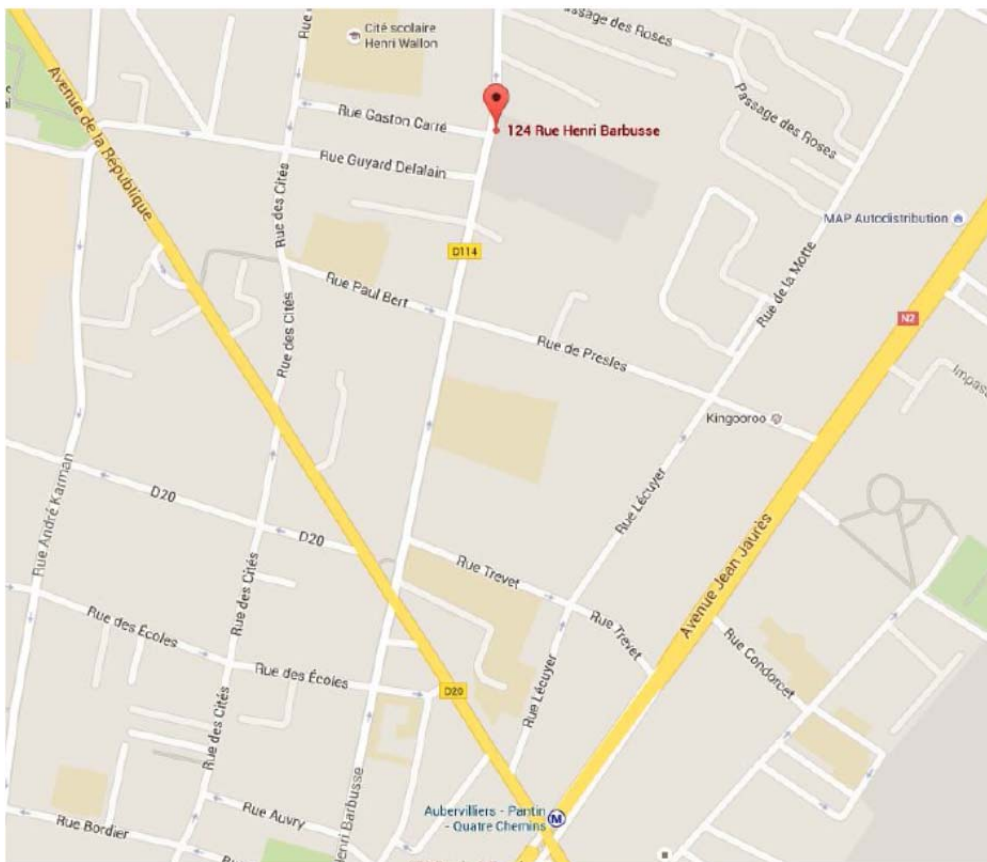 Passage des Roses
Cité scolaire
Henri Wallon
Passage des Roses
Avenue de la République
Rue Gaston Carré
124 Rue Henri Barbusse
Rue Guyard Delalain
Rue des Cités
MAP Autodistribution
D114
Rue de la Motte
Rue Paul Bert
Rue des Cités
N2
Rue de Presles
Kingooroo
D20
Rue Lécuyer
D20
Rue André Karman
Avenue Jean Jaurès
Rue Trevet
Rue des Cités
Rue des Écoles
Rue Trevet
Rue Condorcet
Rue des Écoles
D20
Rue Lécuyer
Rue des Cités
Aubervilliers - Pantin
- Quatre Chemins
M
Rue Auvry
Rue Bordier
Henri Barbusse